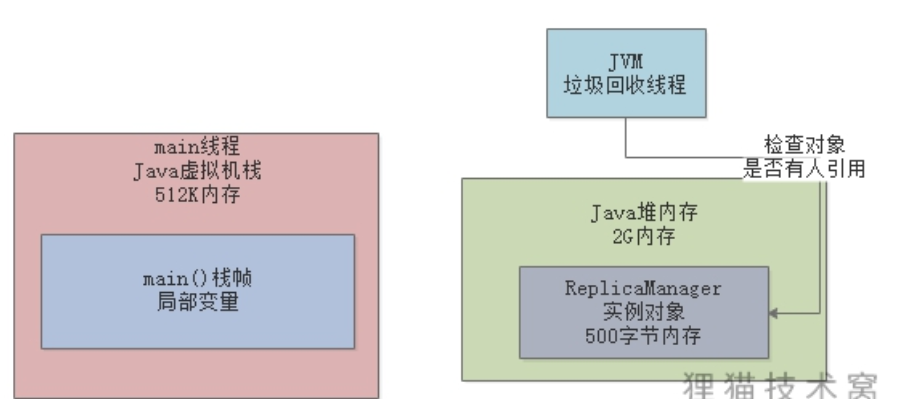 JVM
垃圾回收线程
main线程
Java虚拟机栈
512K内存
检查对象
是否有人引用
Java堆内存
2G内存
main()栈帧
局部变量
ReplicaManager
实例对象
500字节内存
狸猫技术窝